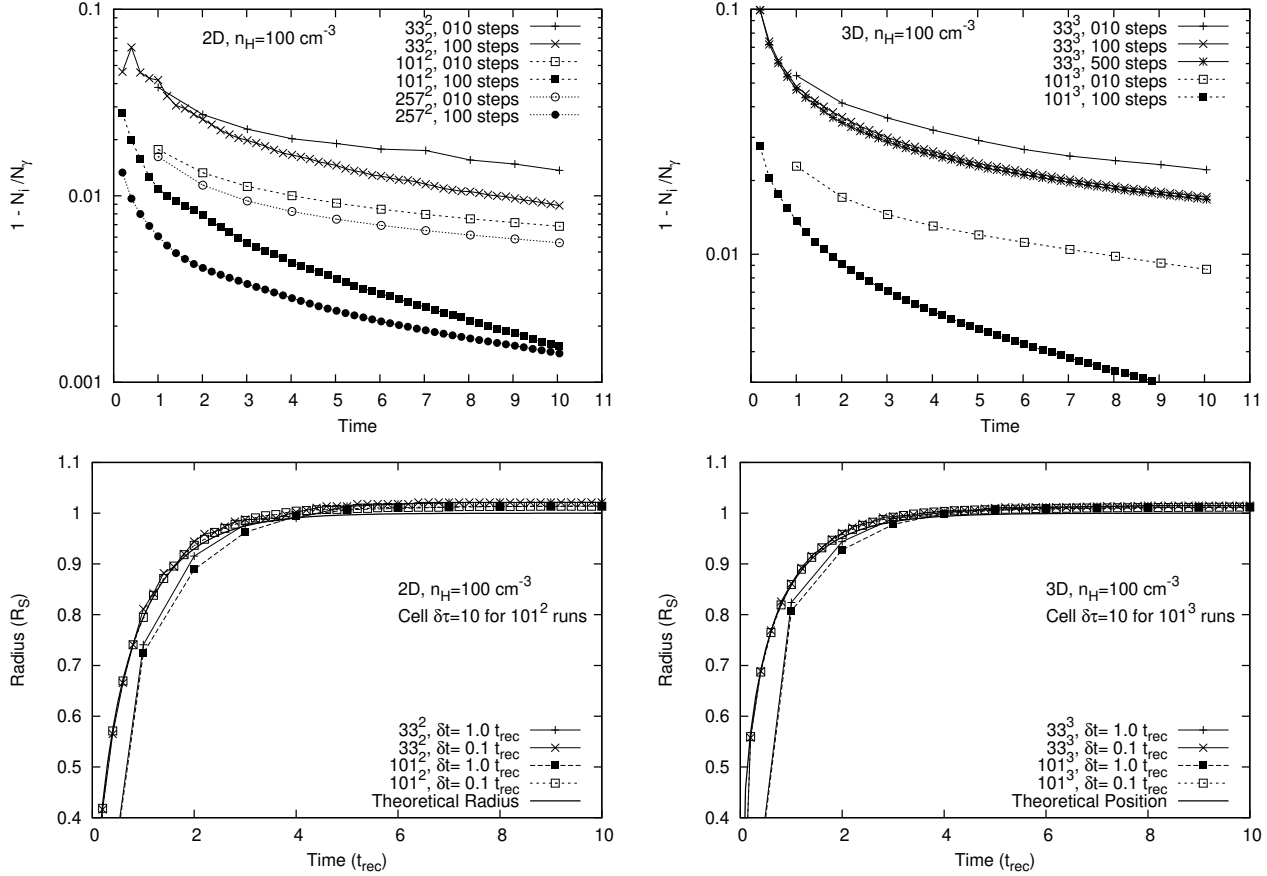 2D, n_H=100 cm^-3
33^2, 010 steps
33^2, 100 steps
101^2, 010 steps
101^2, 100 steps
257^2, 010 steps
257^2, 100 steps
1 - N_i /N_γ
0.1
0.01
0.001
0 1 2 3 4 5 6 7 8 9 10 11
Time
3D, n_H=100 cm^-3
33^3, 010 steps
33^3, 100 steps
33^3, 500 steps
101^3, 010 steps
101^3, 100 steps
1 - N_i /N_γ
0.1
0.01
0 1 2 3 4 5 6 7 8 9 10 11
Time
Radius (R_S)
1.1
1
0.9
0.8
0.7
0.6
0.5
0.4
2D, n_H=100 cm^-3
Cell δτ=10 for 101^2 runs
33^2, δt= 1.0 t_rec
33^2, δt= 0.1 t_rec
101^2, δt= 1.0 t_rec
101^2, δt= 0.1 t_rec
Theoretical Radius
0 2 4 6 8 10
Time (t_rec)
Radius (R_S)
1.1
1
0.9
0.8
0.7
0.6
0.5
0.4
3D, n_H=100 cm^-3
Cell δτ=10 for 101^3 runs
33^3, δt= 1.0 t_rec
33^3, δt= 0.1 t_rec
101^3, δt= 1.0 t_rec
101^3, δt= 0.1 t_rec
Theoretical Position
0 2 4 6 8 10
Time (t_rec)